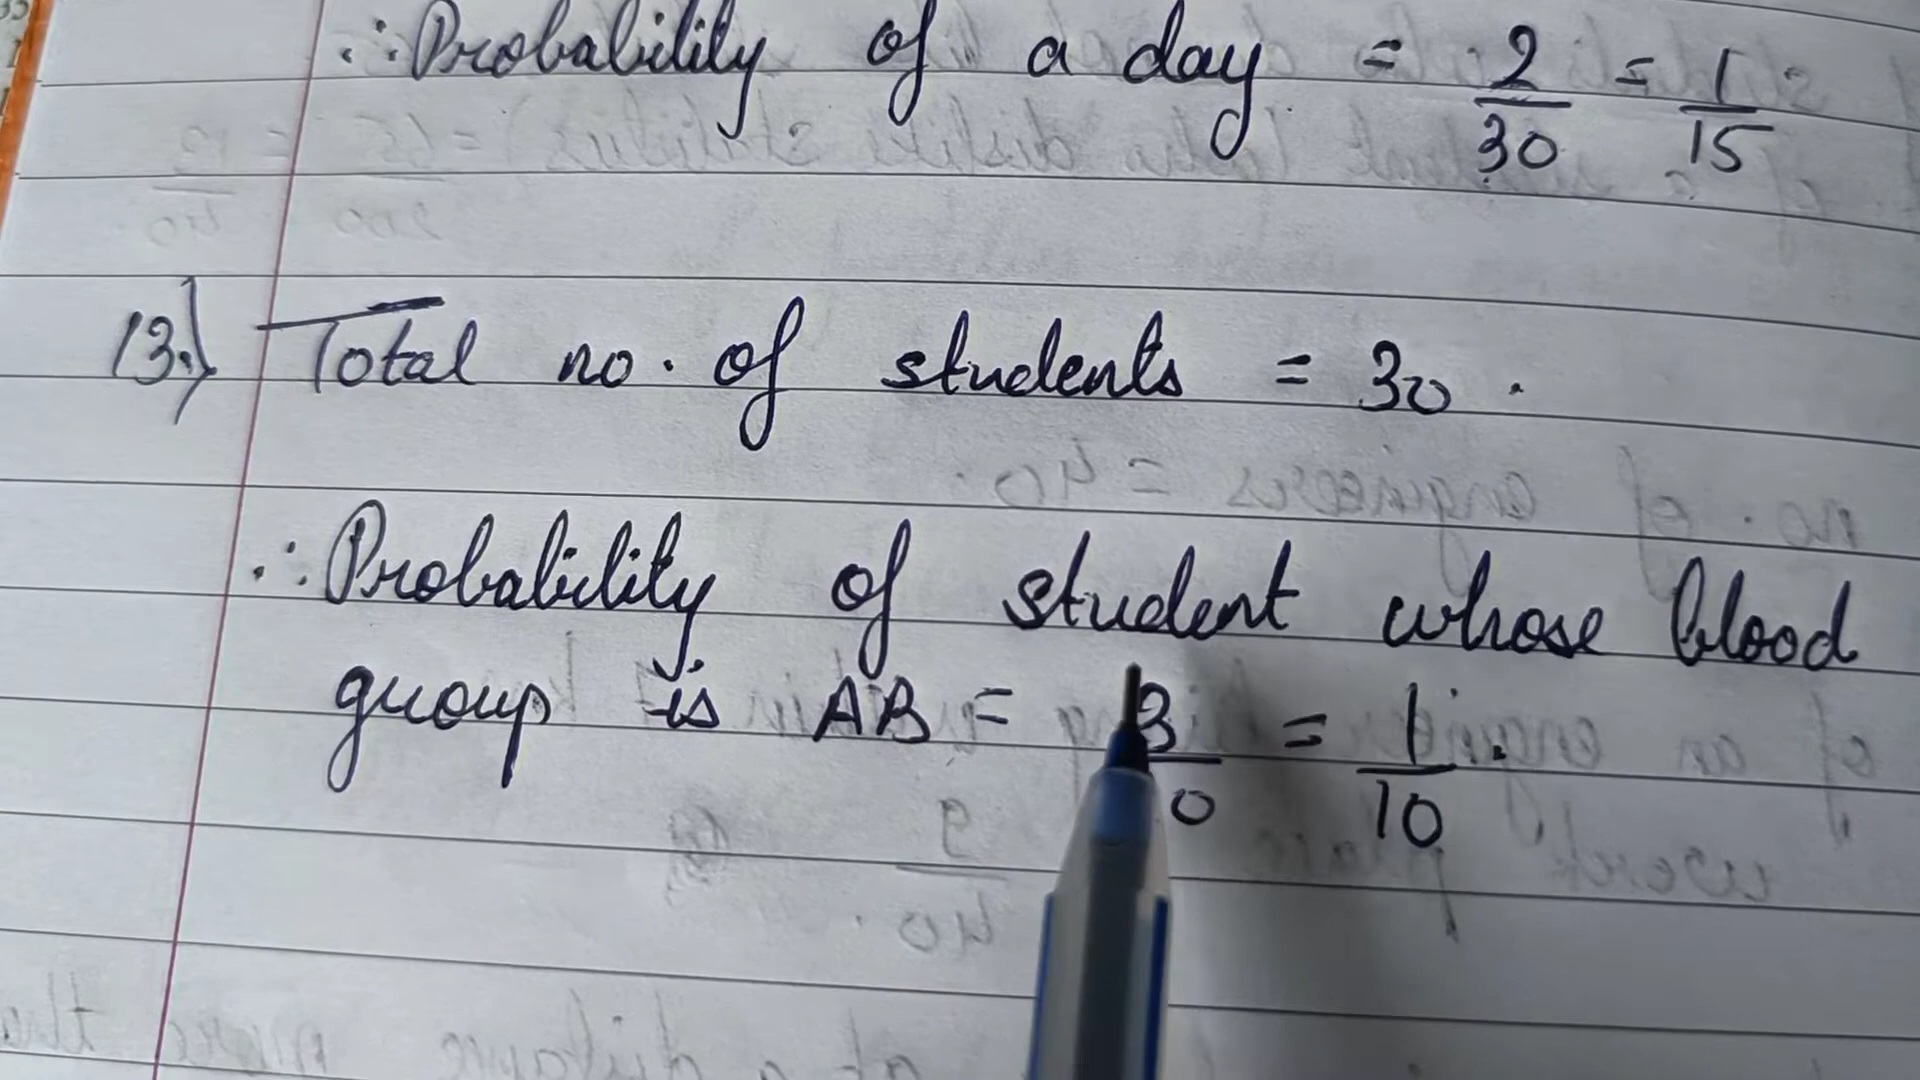 ∴ Probability of a day = 2/30 = 1/15.
13.) Total no. of students = 30.
∴ Probability of student whose blood
group is AB = 3/0 = 1/10.